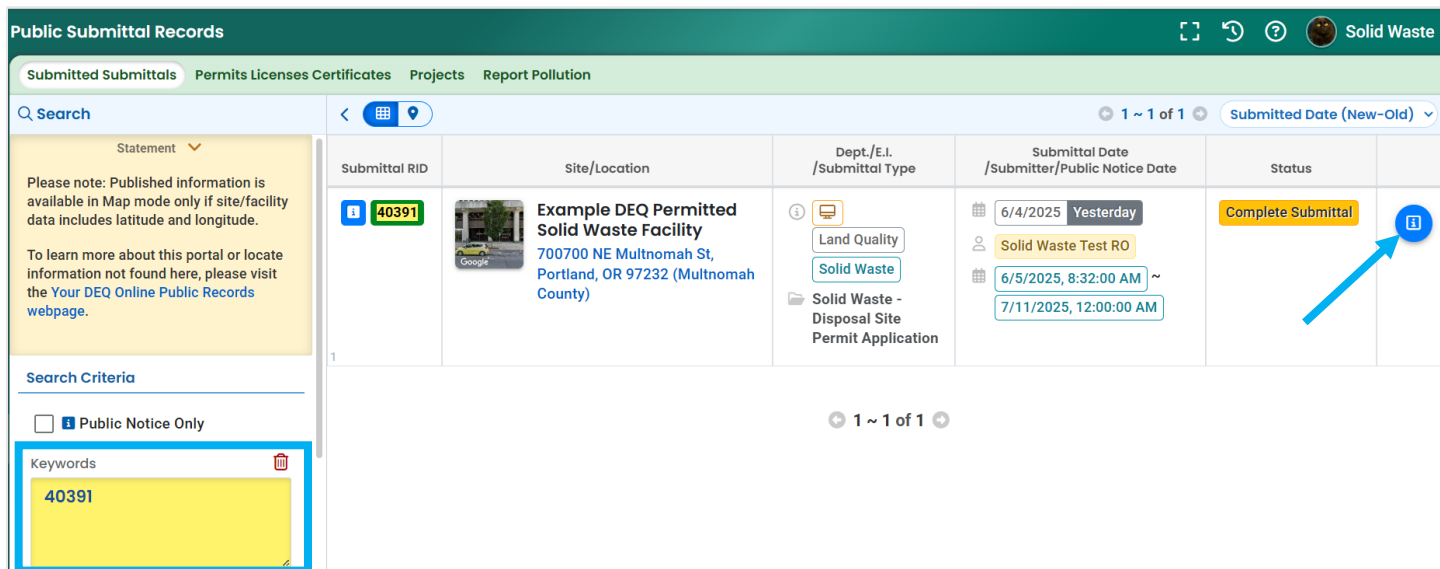 Public Submittal Records
Solid Waste
Submitted Submittals Permits Licenses Certificates Projects Report Pollution
Search
1 ~ 1 of 1
Submitted Date (New-Old)
Statement
Please note: Published information is
available in Map mode only if site/facility
data includes latitude and longitude.
To learn more about this portal or locate
information not found here, please visit
the Your DEQ Online Public Records
webpage.
Search Criteria
Public Notice Only
Keywords
40391
Submittal RID
Site/Location
Dept./E.I.
/Submittal Type
Submittal Date
/Submitter/Public Notice Date
Status
40391
1
Google
Example DEQ Permitted
Solid Waste Facility
700700 NE Multnomah St,
Portland, OR 97232 (Multnomah
County)
Land Quality
Solid Waste
Solid Waste -
Disposal Site
Permit Application
6/4/2025 Yesterday
Solid Waste Test RO
6/5/2025, 8:32:00 AM ~
7/11/2025, 12:00:00 AM
Complete Submittal
1 ~ 1 of 1